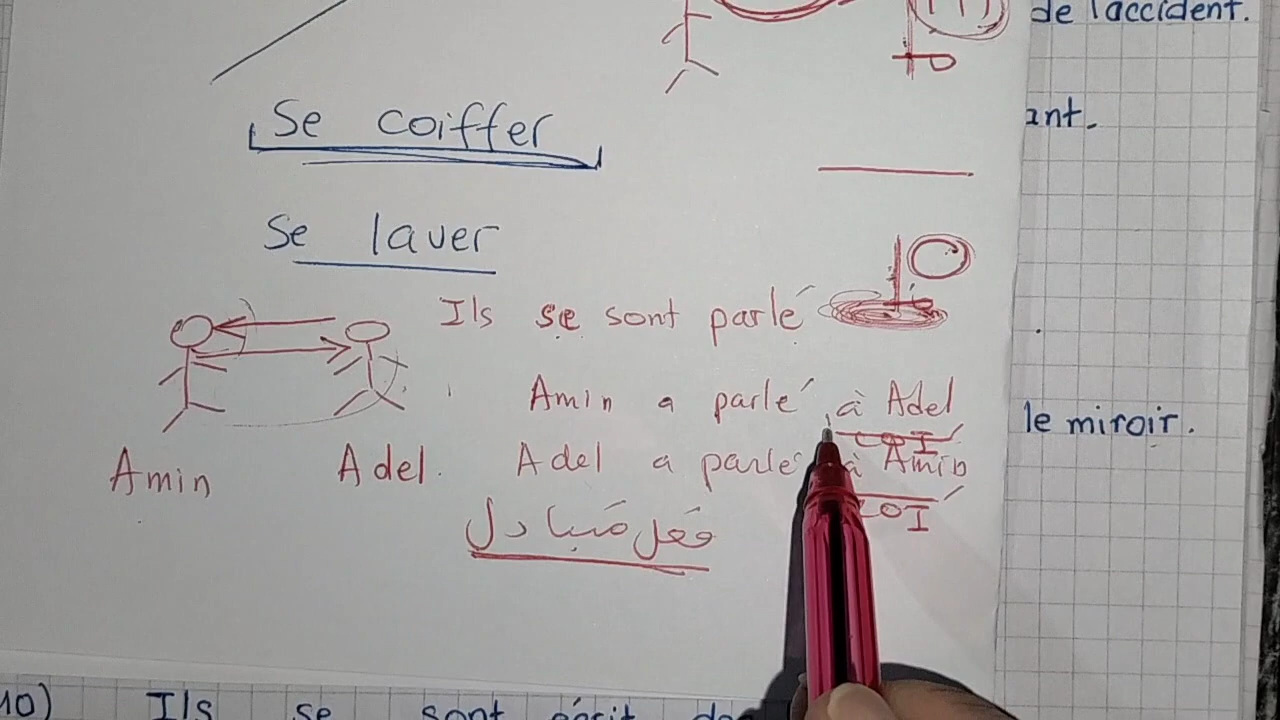 de l'accident.
Se coiffer
ant.
Se laver
Ils se sont parlé
Amin a parlé à Adel
COI
le miroir.
Amin Adel. Adel a parlé à Amin
COI
فعل متبادل
10) Ils se sont écrit